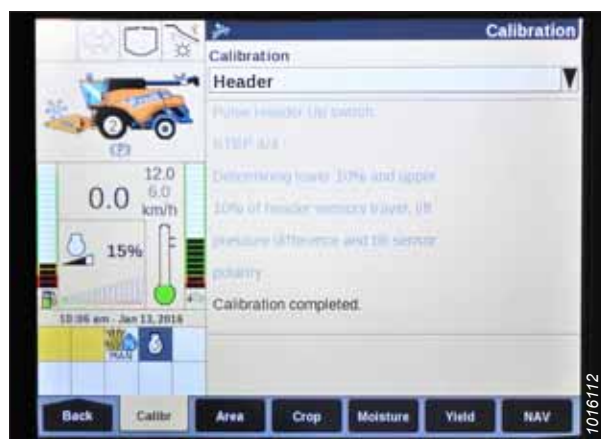 Calibration
Calibration
Header
Pulse Header Up switch.
STEP 4/4
Determining lower 10% and upper
10% of header sensors travel, lift
pressure difference and tilt sensor
polarity
Calibration completed.
2
(P)
12.0
0.0
6.0
km/h
15%
10:06 am - Jan 13, 2016
MAN
Back
Calibr
Area
Crop
Moisture
Yield
NAV
1016112